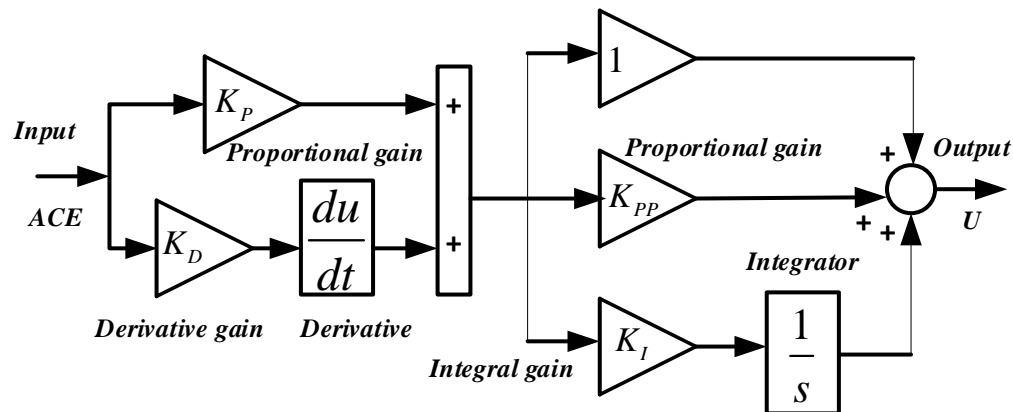 1
Input
K_P
+
Proportional gain
ACE
K_D
du
dt
+
Derivative gain
Derivative
Proportional gain
K_PP
+
+
+
Output
U
Integrator
Integral gain
K_I
1
s